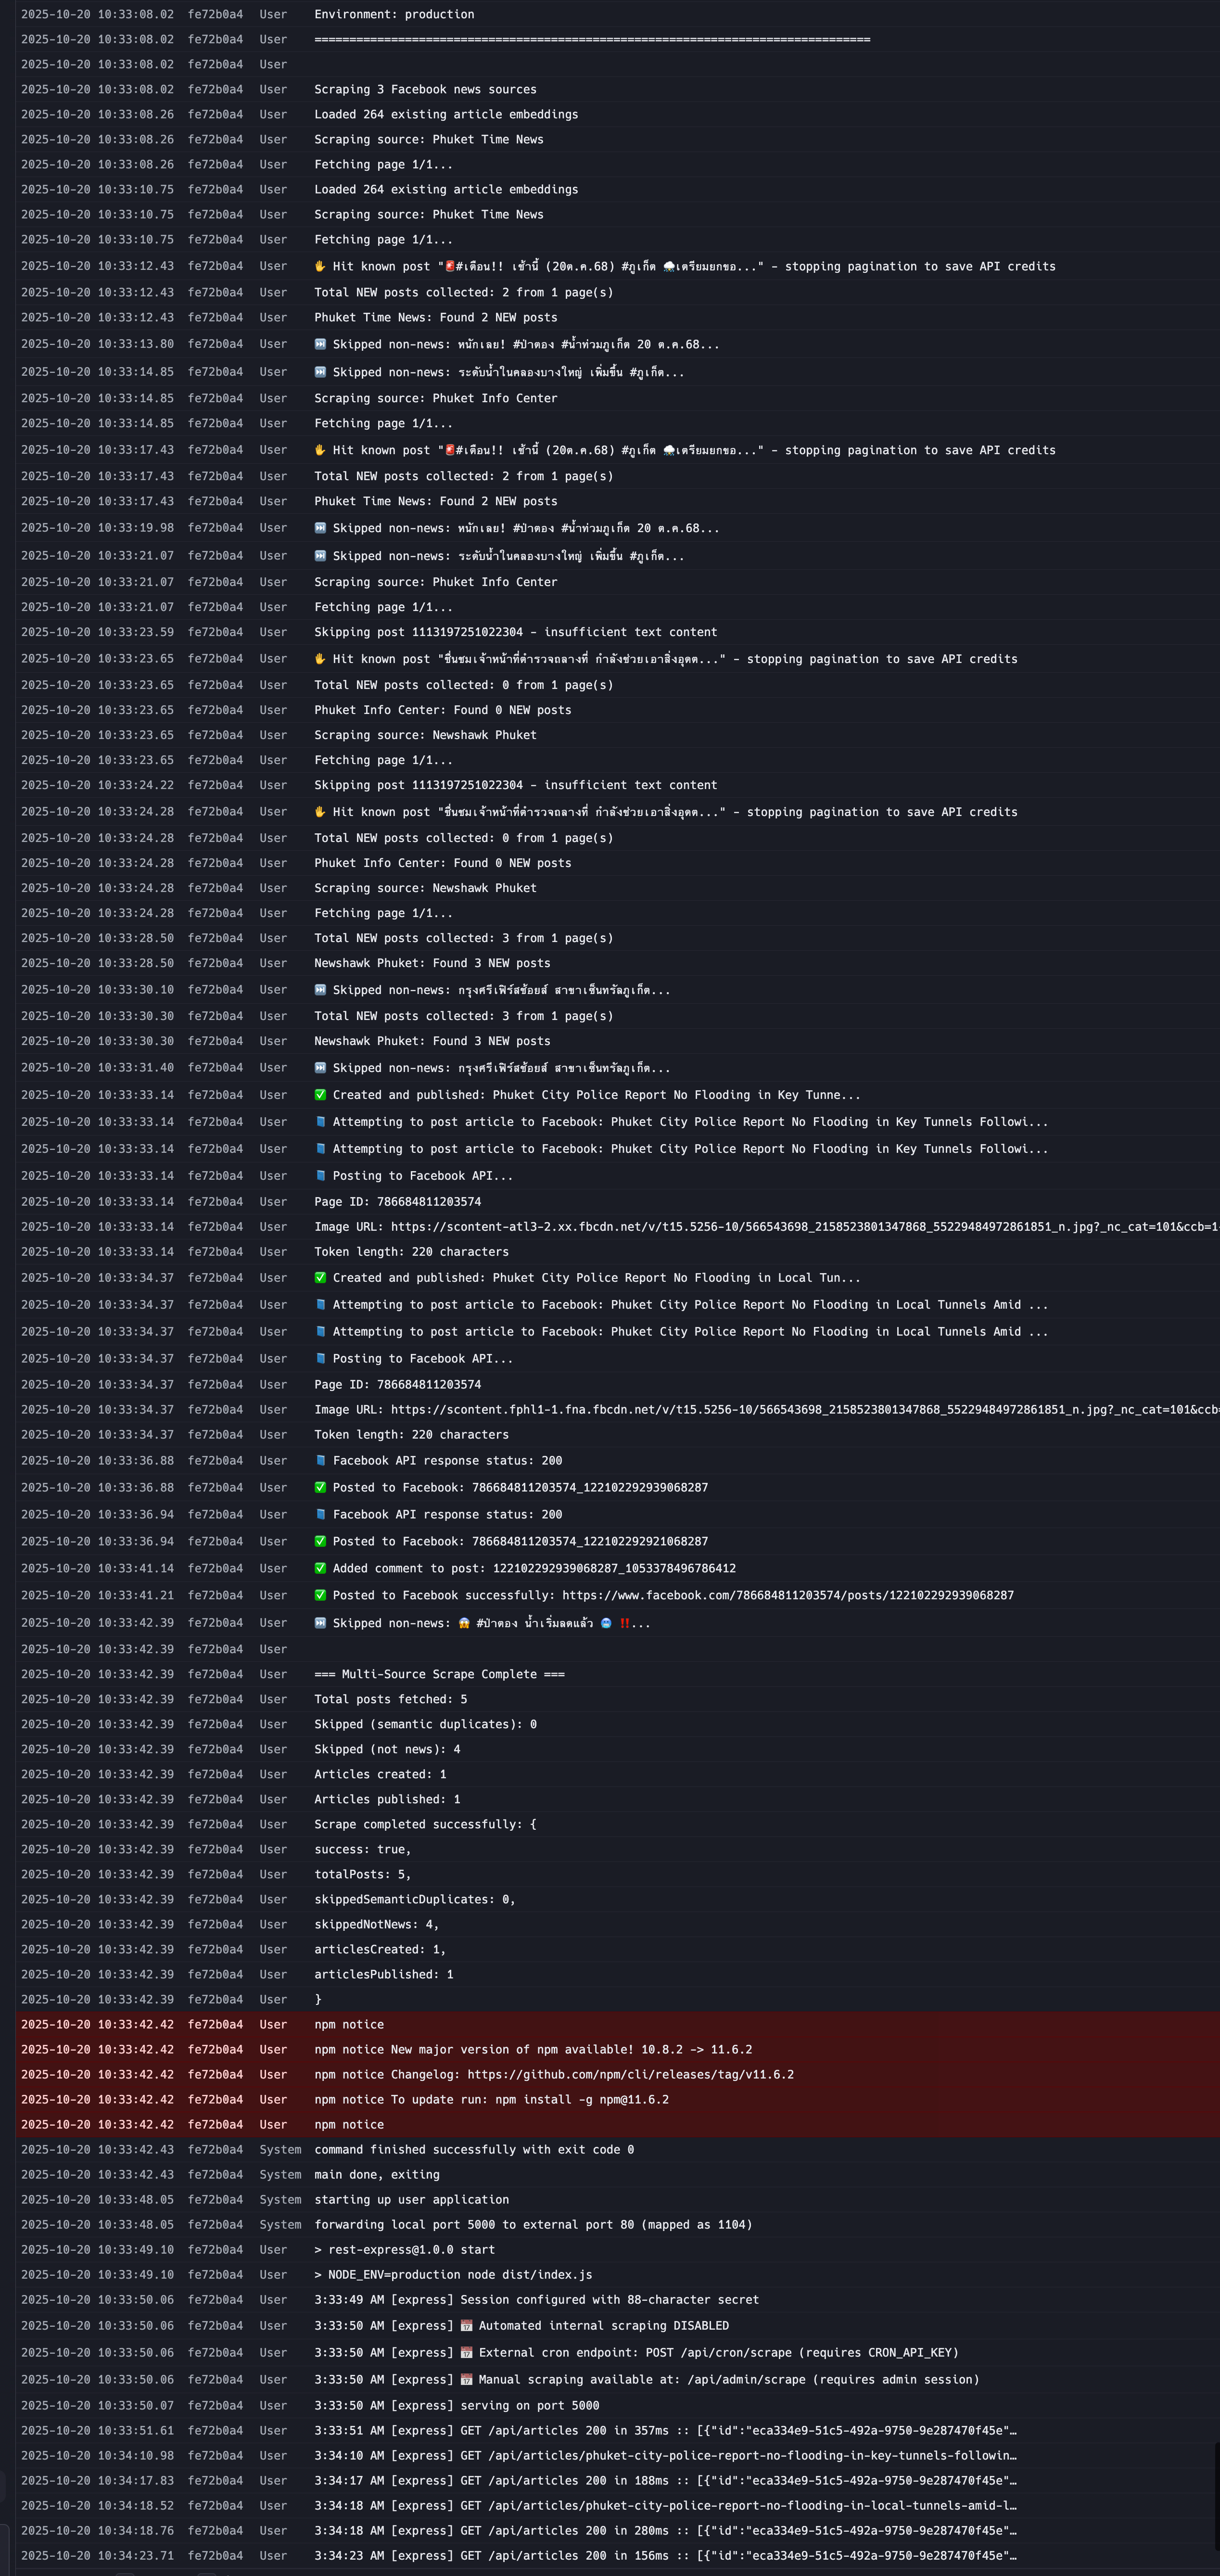 2025-10-20 10:33:08.02 fe72b0a4 User Environment: production
2025-10-20 10:33:08.02 fe72b0a4 User ================================================================================
2025-10-20 10:33:08.02 fe72b0a4 User
2025-10-20 10:33:08.02 fe72b0a4 User Scraping 3 Facebook news sources
2025-10-20 10:33:08.26 fe72b0a4 User Loaded 264 existing article embeddings
2025-10-20 10:33:08.26 fe72b0a4 User Scraping source: Phuket Time News
2025-10-20 10:33:08.26 fe72b0a4 User Fetching page 1/1...
2025-10-20 10:33:10.75 fe72b0a4 User Loaded 264 existing article embeddings
2025-10-20 10:33:10.75 fe72b0a4 User Scraping source: Phuket Time News
2025-10-20 10:33:10.75 fe72b0a4 User Fetching page 1/1...
2025-10-20 10:33:12.43 fe72b0a4 User ✋ Hit known post "🚨#เตือน!! เช้านี้ (20ต.ค.68) #ภูเก็ต 🌧️เตรียมยกขอ..." - stopping pagination to save API credits
2025-10-20 10:33:12.43 fe72b0a4 User Total NEW posts collected: 2 from 1 page(s)
2025-10-20 10:33:12.43 fe72b0a4 User Phuket Time News: Found 2 NEW posts
2025-10-20 10:33:13.80 fe72b0a4 User ⏭️ Skipped non-news: หนักเลย! #ป่าตอง #น้ำท่วมภูเก็ต 20 ต.ค.68...
2025-10-20 10:33:14.85 fe72b0a4 User ⏭️ Skipped non-news: ระดับน้ำในคลองบางใหญ่ เพิ่มขึ้น #ภูเก็ต...
2025-10-20 10:33:14.85 fe72b0a4 User Scraping source: Phuket Info Center
2025-10-20 10:33:14.85 fe72b0a4 User Fetching page 1/1...
2025-10-20 10:33:17.43 fe72b0a4 User ✋ Hit known post "🚨#เตือน!! เช้านี้ (20ต.ค.68) #ภูเก็ต 🌧️เตรียมยกขอ..." - stopping pagination to save API credits
2025-10-20 10:33:17.43 fe72b0a4 User Total NEW posts collected: 2 from 1 page(s)
2025-10-20 10:33:17.43 fe72b0a4 User Phuket Time News: Found 2 NEW posts
2025-10-20 10:33:19.98 fe72b0a4 User ⏭️ Skipped non-news: หนักเลย! #ป่าตอง #น้ำท่วมภูเก็ต 20 ต.ค.68...
2025-10-20 10:33:21.07 fe72b0a4 User ⏭️ Skipped non-news: ระดับน้ำในคลองบางใหญ่ เพิ่มขึ้น #ภูเก็ต...
2025-10-20 10:33:21.07 fe72b0a4 User Scraping source: Phuket Info Center
2025-10-20 10:33:21.07 fe72b0a4 User Fetching page 1/1...
2025-10-20 10:33:23.59 fe72b0a4 User Skipping post 1113197251022304 - insufficient text content
2025-10-20 10:33:23.65 fe72b0a4 User ✋ Hit known post "ชื่นชมเจ้าหน้าที่ตำรวจถลางที่ กำลังช่วยเอาสิ่งอุดต..." - stopping pagination to save API credits
2025-10-20 10:33:23.65 fe72b0a4 User Total NEW posts collected: 0 from 1 page(s)
2025-10-20 10:33:23.65 fe72b0a4 User Phuket Info Center: Found 0 NEW posts
2025-10-20 10:33:23.65 fe72b0a4 User Scraping source: Newshawk Phuket
2025-10-20 10:33:23.65 fe72b0a4 User Fetching page 1/1...
2025-10-20 10:33:24.22 fe72b0a4 User Skipping post 1113197251022304 - insufficient text content
2025-10-20 10:33:24.28 fe72b0a4 User ✋ Hit known post "ชื่นชมเจ้าหน้าที่ตำรวจถลางที่ กำลังช่วยเอาสิ่งอุดต..." - stopping pagination to save API credits
2025-10-20 10:33:24.28 fe72b0a4 User Total NEW posts collected: 0 from 1 page(s)
2025-10-20 10:33:24.28 fe72b0a4 User Phuket Info Center: Found 0 NEW posts
2025-10-20 10:33:24.28 fe72b0a4 User Scraping source: Newshawk Phuket
2025-10-20 10:33:24.28 fe72b0a4 User Fetching page 1/1...
2025-10-20 10:33:28.50 fe72b0a4 User Total NEW posts collected: 3 from 1 page(s)
2025-10-20 10:33:28.50 fe72b0a4 User Newshawk Phuket: Found 3 NEW posts
2025-10-20 10:33:30.10 fe72b0a4 User ⏭️ Skipped non-news: กรุงศรีเฟิร์สช้อยส์ สาขาเซ็นทรัลภูเก็ต...
2025-10-20 10:33:30.30 fe72b0a4 User Total NEW posts collected: 3 from 1 page(s)
2025-10-20 10:33:30.30 fe72b0a4 User Newshawk Phuket: Found 3 NEW posts
2025-10-20 10:33:31.40 fe72b0a4 User ⏭️ Skipped non-news: กรุงศรีเฟิร์สช้อยส์ สาขาเซ็นทรัลภูเก็ต...
2025-10-20 10:33:33.14 fe72b0a4 User ✅ Created and published: Phuket City Police Report No Flooding in Key Tunne...
2025-10-20 10:33:33.14 fe72b0a4 User 📘 Attempting to post article to Facebook: Phuket City Police Report No Flooding in Key Tunnels Followi...
2025-10-20 10:33:33.14 fe72b0a4 User 📘 Attempting to post article to Facebook: Phuket City Police Report No Flooding in Key Tunnels Followi...
2025-10-20 10:33:33.14 fe72b0a4 User 📘 Posting to Facebook API...
2025-10-20 10:33:33.14 fe72b0a4 User Page ID: 786684811203574
2025-10-20 10:33:33.14 fe72b0a4 User Image URL: https://scontent-atl3-2.xx.fbcdn.net/v/t15.5256-10/566543698_2158523801347868_55229484972861851_n.jpg?_nc_cat=101&ccb=1-
2025-10-20 10:33:33.14 fe72b0a4 User Token length: 220 characters
2025-10-20 10:33:34.37 fe72b0a4 User ✅ Created and published: Phuket City Police Report No Flooding in Local Tun...
2025-10-20 10:33:34.37 fe72b0a4 User 📘 Attempting to post article to Facebook: Phuket City Police Report No Flooding in Local Tunnels Amid ...
2025-10-20 10:33:34.37 fe72b0a4 User 📘 Attempting to post article to Facebook: Phuket City Police Report No Flooding in Local Tunnels Amid ...
2025-10-20 10:33:34.37 fe72b0a4 User 📘 Posting to Facebook API...
2025-10-20 10:33:34.37 fe72b0a4 User Page ID: 786684811203574
2025-10-20 10:33:34.37 fe72b0a4 User Image URL: https://scontent.fphl1-1.fna.fbcdn.net/v/t15.5256-10/566543698_2158523801347868_55229484972861851_n.jpg?_nc_cat=101&ccb=
2025-10-20 10:33:34.37 fe72b0a4 User Token length: 220 characters
2025-10-20 10:33:36.88 fe72b0a4 User 📘 Facebook API response status: 200
2025-10-20 10:33:36.88 fe72b0a4 User ✅ Posted to Facebook: 786684811203574_122102292939068287
2025-10-20 10:33:36.94 fe72b0a4 User 📘 Facebook API response status: 200
2025-10-20 10:33:36.94 fe72b0a4 User ✅ Posted to Facebook: 786684811203574_122102292921068287
2025-10-20 10:33:41.14 fe72b0a4 User ✅ Added comment to post: 122102292939068287_1053378496786412
2025-10-20 10:33:41.21 fe72b0a4 User ✅ Posted to Facebook successfully: https://www.facebook.com/786684811203574/posts/122102292939068287
2025-10-20 10:33:42.39 fe72b0a4 User ⏭️ Skipped non-news: 😱 #ป่าตอง น้ำเริ่มลดแล้ว 🥶 ‼️...
2025-10-20 10:33:42.39 fe72b0a4 User
2025-10-20 10:33:42.39 fe72b0a4 User === Multi-Source Scrape Complete ===
2025-10-20 10:33:42.39 fe72b0a4 User Total posts fetched: 5
2025-10-20 10:33:42.39 fe72b0a4 User Skipped (semantic duplicates): 0
2025-10-20 10:33:42.39 fe72b0a4 User Skipped (not news): 4
2025-10-20 10:33:42.39 fe72b0a4 User Articles created: 1
2025-10-20 10:33:42.39 fe72b0a4 User Articles published: 1
2025-10-20 10:33:42.39 fe72b0a4 User Scrape completed successfully: {
2025-10-20 10:33:42.39 fe72b0a4 User success: true,
2025-10-20 10:33:42.39 fe72b0a4 User totalPosts: 5,
2025-10-20 10:33:42.39 fe72b0a4 User skippedSemanticDuplicates: 0,
2025-10-20 10:33:42.39 fe72b0a4 User skippedNotNews: 4,
2025-10-20 10:33:42.39 fe72b0a4 User articlesCreated: 1,
2025-10-20 10:33:42.39 fe72b0a4 User articlesPublished: 1
2025-10-20 10:33:42.39 fe72b0a4 User }
2025-10-20 10:33:42.42 fe72b0a4 User npm notice
2025-10-20 10:33:42.42 fe72b0a4 User npm notice New major version of npm available! 10.8.2 -> 11.6.2
2025-10-20 10:33:42.42 fe72b0a4 User npm notice Changelog: https://github.com/npm/cli/releases/tag/v11.6.2
2025-10-20 10:33:42.42 fe72b0a4 User npm notice To update run: npm install -g npm@11.6.2
2025-10-20 10:33:42.42 fe72b0a4 User npm notice
2025-10-20 10:33:42.43 fe72b0a4 System command finished successfully with exit code 0
2025-10-20 10:33:42.43 fe72b0a4 System main done, exiting
2025-10-20 10:33:48.05 fe72b0a4 System starting up user application
2025-10-20 10:33:48.05 fe72b0a4 System forwarding local port 5000 to external port 80 (mapped as 1104)
2025-10-20 10:33:49.10 fe72b0a4 User > rest-express@1.0.0 start
2025-10-20 10:33:49.10 fe72b0a4 User > NODE_ENV=production node dist/index.js
2025-10-20 10:33:50.06 fe72b0a4 User 3:33:49 AM [express] Session configured with 88-character secret
2025-10-20 10:33:50.06 fe72b0a4 User 3:33:50 AM [express] 📅 Automated internal scraping DISABLED
2025-10-20 10:33:50.06 fe72b0a4 User 3:33:50 AM [express] 📅 External cron endpoint: POST /api/cron/scrape (requires CRON_API_KEY)
2025-10-20 10:33:50.06 fe72b0a4 User 3:33:50 AM [express] 📅 Manual scraping available at: /api/admin/scrape (requires admin session)
2025-10-20 10:33:50.07 fe72b0a4 User 3:33:50 AM [express] serving on port 5000
2025-10-20 10:33:51.61 fe72b0a4 User 3:33:51 AM [express] GET /api/articles 200 in 357ms :: [{"id":"eca334e9-51c5-492a-9750-9e287470f45e"…
2025-10-20 10:34:10.98 fe72b0a4 User 3:34:10 AM [express] GET /api/articles/phuket-city-police-report-no-flooding-in-key-tunnels-followin…
2025-10-20 10:34:17.83 fe72b0a4 User 3:34:17 AM [express] GET /api/articles 200 in 188ms :: [{"id":"eca334e9-51c5-492a-9750-9e287470f45e"…
2025-10-20 10:34:18.52 fe72b0a4 User 3:34:18 AM [express] GET /api/articles/phuket-city-police-report-no-flooding-in-local-tunnels-amid-l…
2025-10-20 10:34:18.76 fe72b0a4 User 3:34:18 AM [express] GET /api/articles 200 in 280ms :: [{"id":"eca334e9-51c5-492a-9750-9e287470f45e"…
2025-10-20 10:34:23.71 fe72b0a4 User 3:34:23 AM [express] GET /api/articles 200 in 156ms :: [{"id":"eca334e9-51c5-492a-9750-9e287470f45e"…